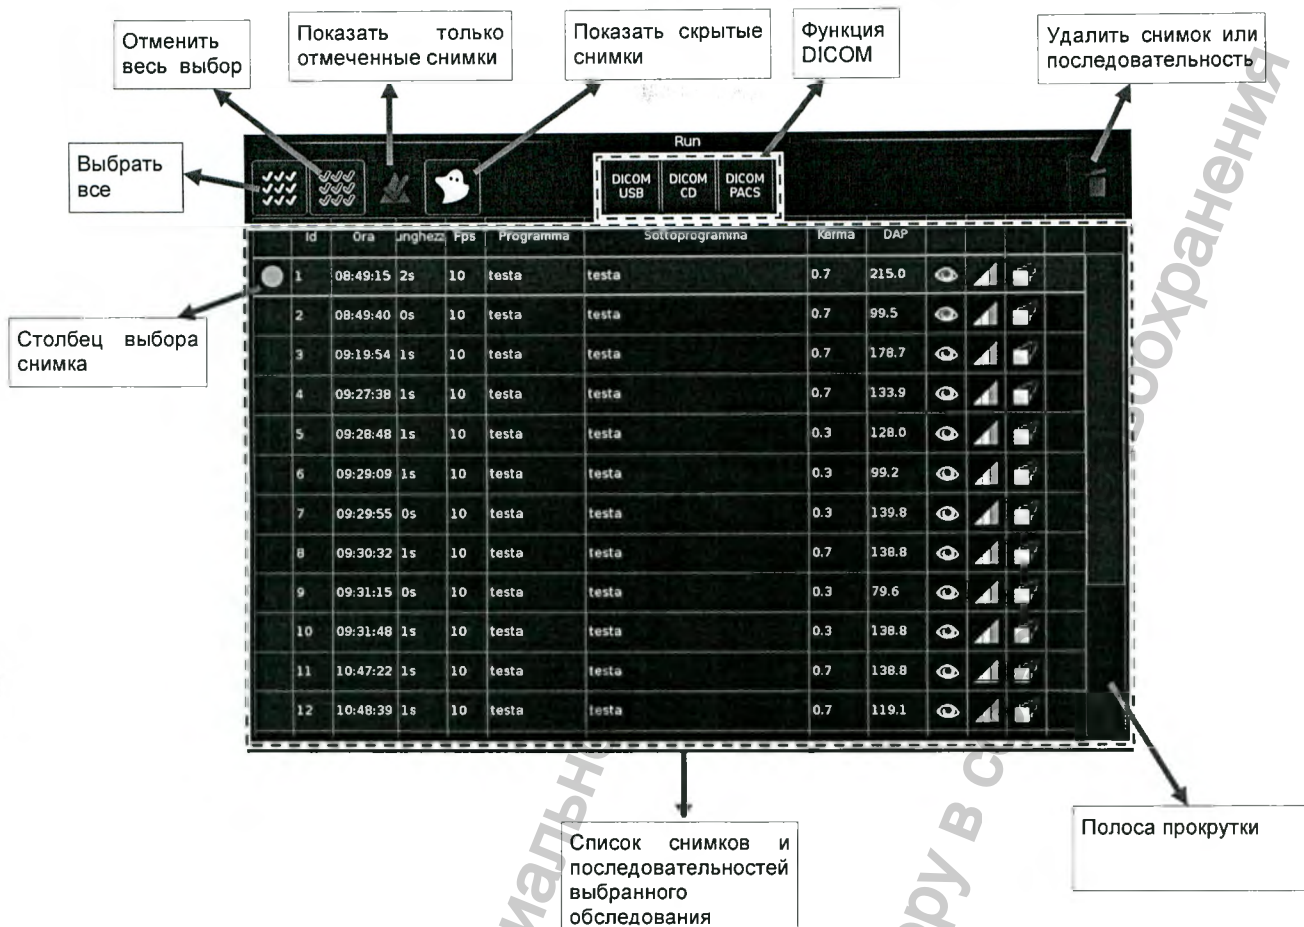 Отменить
весь выбор
Показать только
отмеченные снимки
Показать скрытые
снимки
Функция
DICOM
Удалить снимок или
последовательность
Выбрать
все
Run
DICOM USB
DICOM CD
DICOM PACS
Id Ora unghezz Fps Programma Sottoprogramma Kerma DAP
1 08:49:15 2s 10 testa testa 0.7 215.0
2 08:49:40 0s 10 testa testa 0.7 99.5
3 09:19:54 1s 10 testa testa 0.7 178.7
4 09:27:38 1s 10 testa testa 0.7 133.9
5 09:28:48 1s 10 testa testa 0.3 128.0
6 09:29:09 1s 10 testa testa 0.3 99.2
7 09:29:55 0s 10 testa testa 0.3 139.8
8 09:30:32 1s 10 testa testa 0.7 138.8
9 09:31:15 0s 10 testa testa 0.3 79.6
10 09:31:48 1s 10 testa testa 0.3 138.8
11 10:47:22 1s 10 testa testa 0.7 138.8
12 10:48:39 1s 10 testa testa 0.7 119.1
Столбец выбора
снимка
Список снимков и
последовательностей
выбранного
обследования
Полоса прокрутки